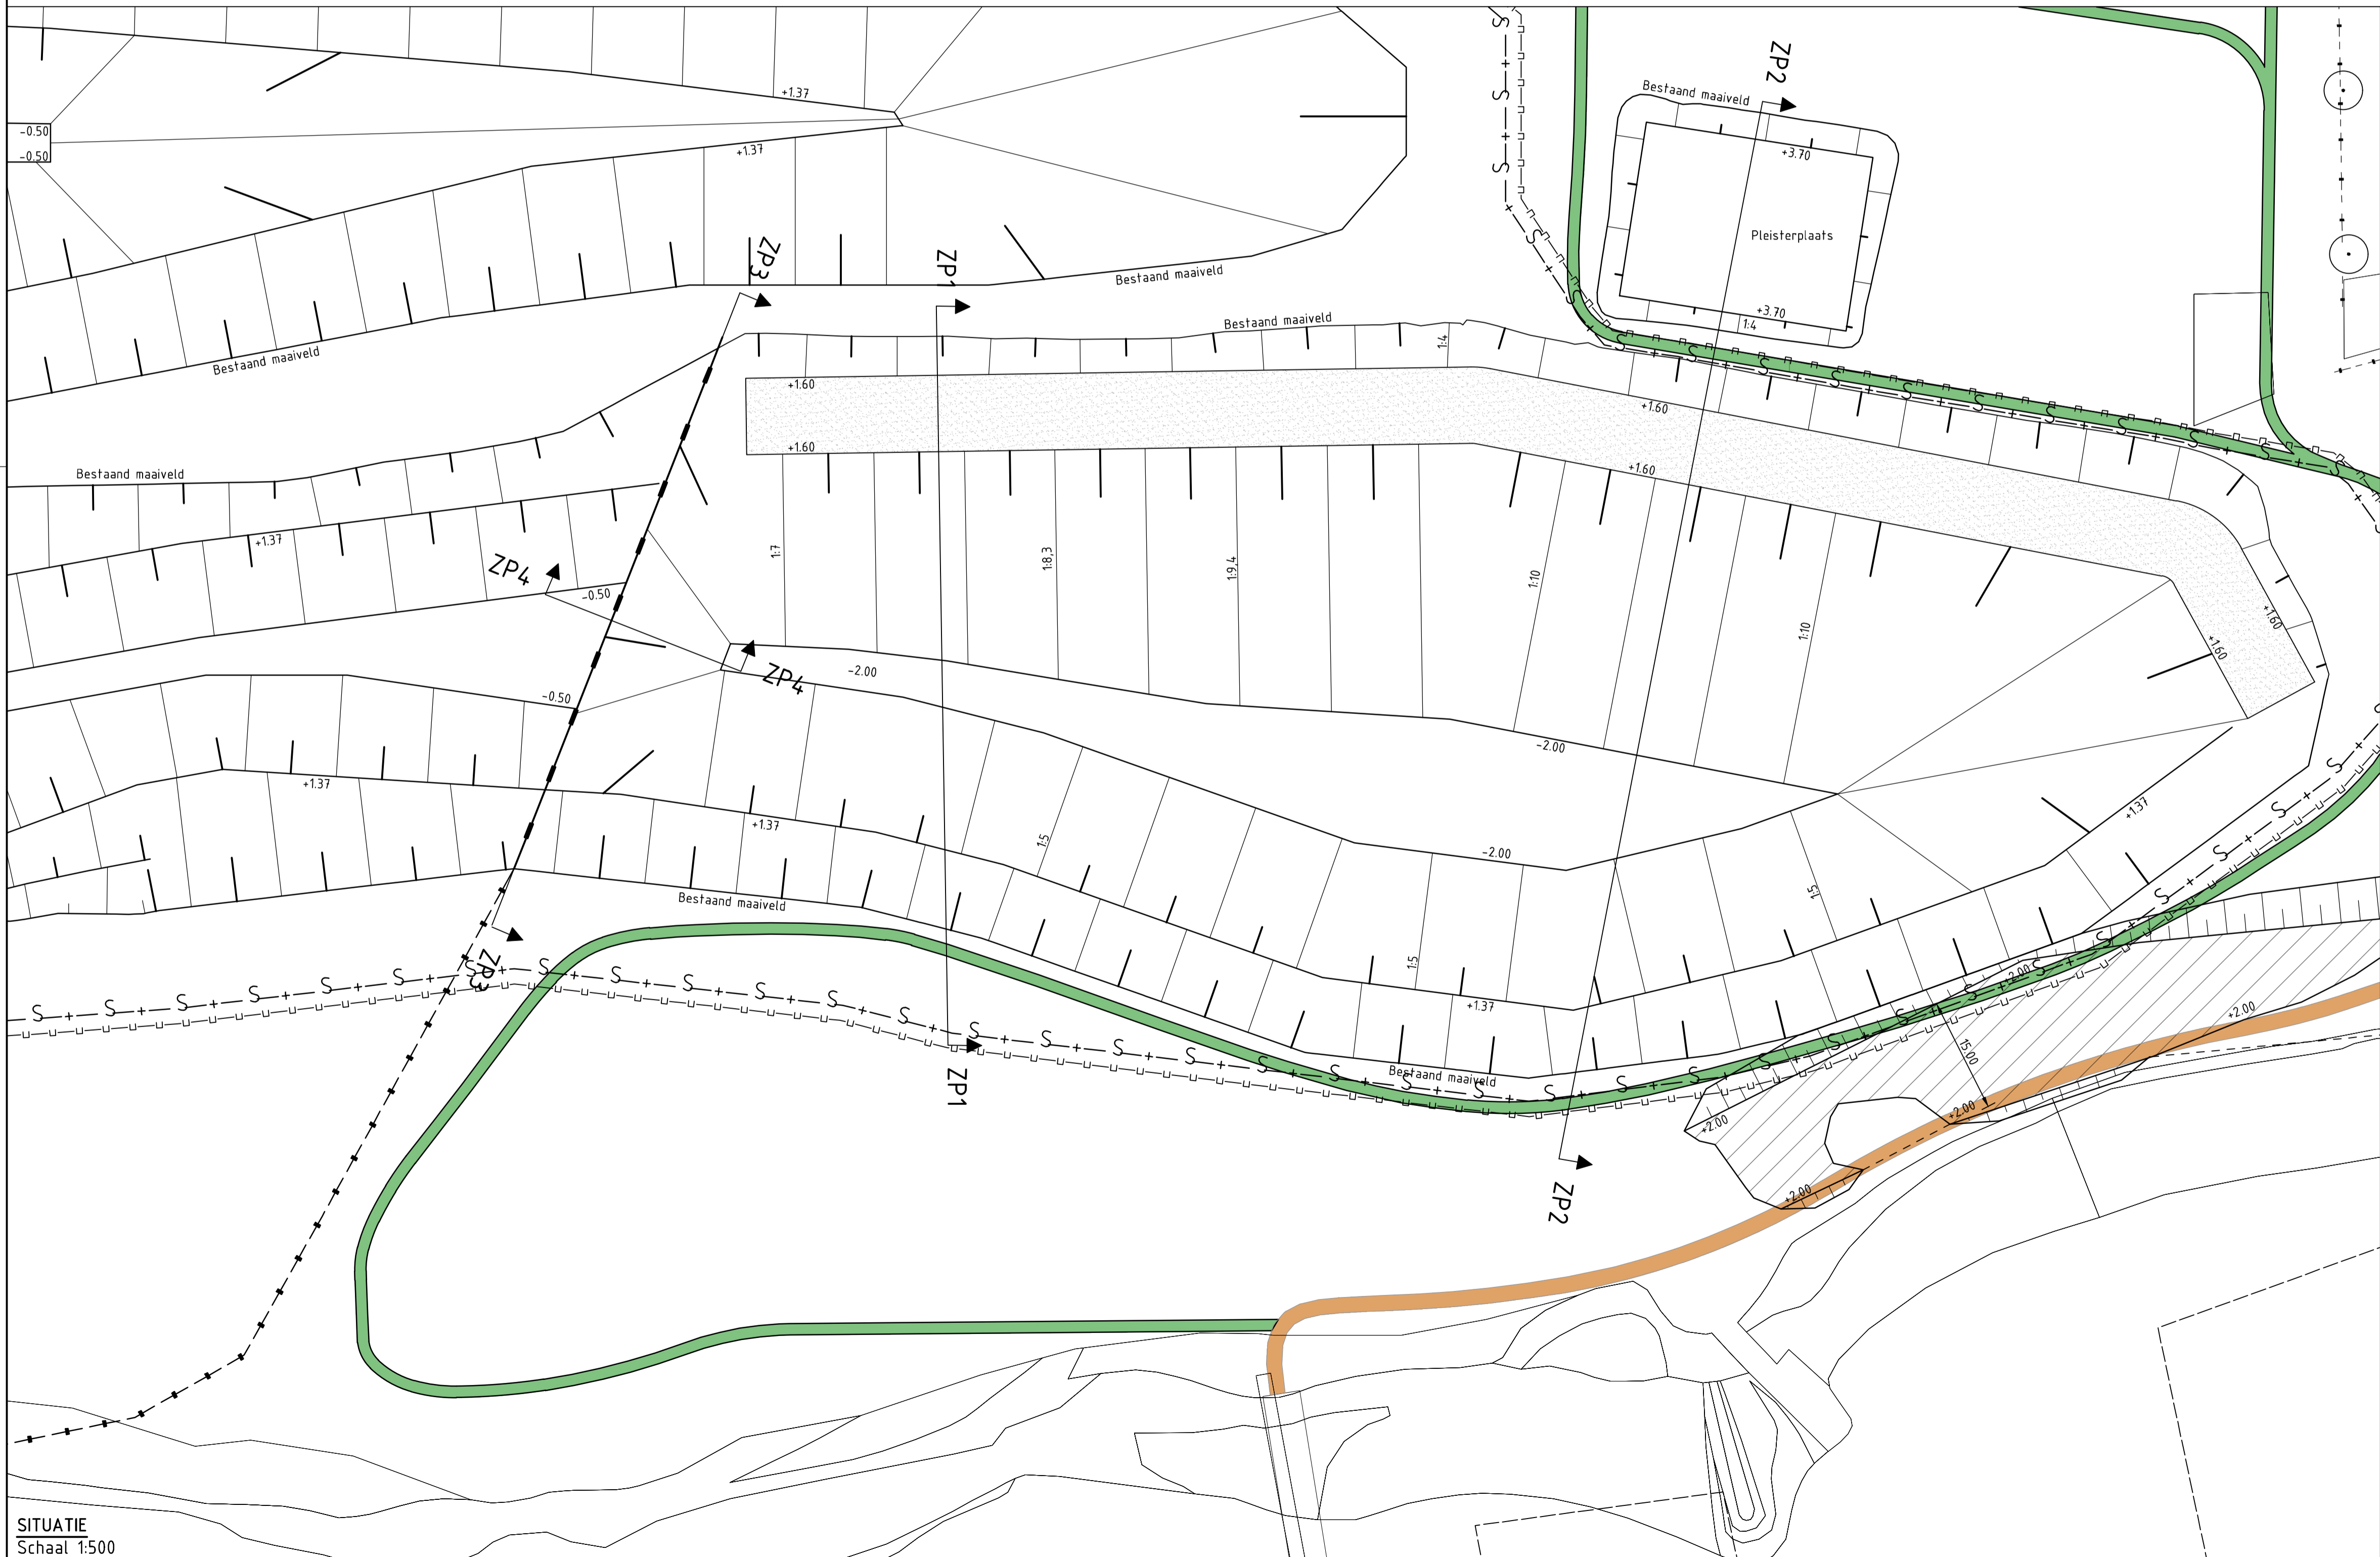 ZP2
Bestaand maaiveld
+1.37
-0.50
-0.50
+1.37
+3.70
Pleisterplaats
ZP3
ZP1
Bestaand maaiveld
+3.70
1:4
Bestaand maaiveld
1:4
Bestaand maaiveld
+1.60
+1.60
+1.60
+1.60
Bestaand maaiveld
+1.37
1:7
1:8,3
1:9,4
1:10
1:10
ZP4
-0.50
+1.60
+1.60
-2.00
ZP4
-0.50
-2.00
+1.37
+1.37
+1.37
1:5
-2.00
1:5
Bestaand maaiveld
1:5
ZP3
+1.37
+2.00
+2.00
15.00
Bestaand maaiveld
ZP1
+2.00
+2.00
+2.00
ZP2
S + S + S + S + S + S
SITUATIE
Schaal 1:500